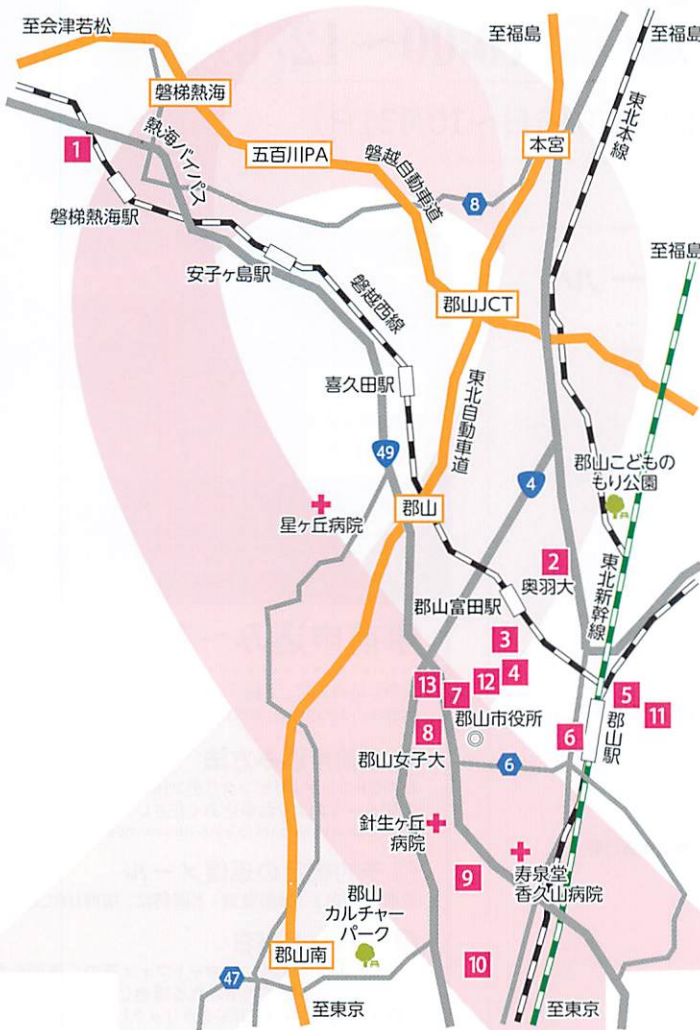 至会津若松
至福島
至福島
磐梯熱海
東北本線
熱海バイパス
五百川PA
磐越自動車道
本宮
1
8
磐梯熱海駅
至福島
安子ヶ島駅
磐越西線
郡山JCT
喜久田駅
東北自動車道
49
4
郡山こどもの
もり公園
郡山
星ヶ丘病院
2
奥羽大
東北新幹線
郡山富田駅
3
4
13
7
12
5
11
8
郡山市役所
6
郡山駅
郡山女子大
6
針生ヶ丘
病院
9
寿泉堂
香久山病院
郡山
カルチャー
パーク
郡山南
10
47
至東京
至東京